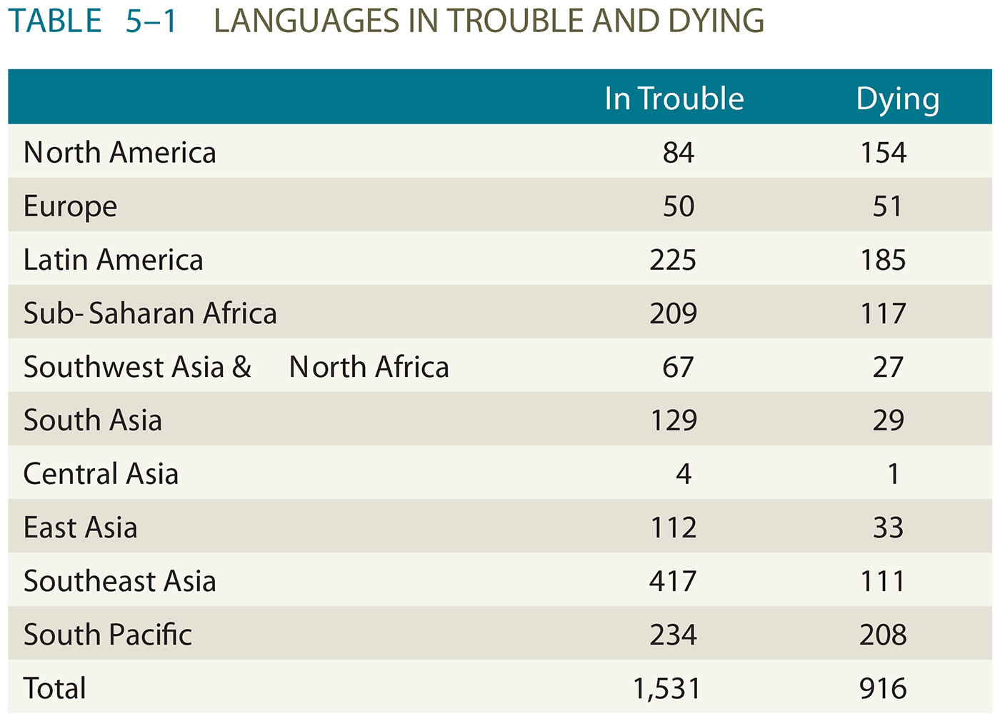 TABLE 5–1 LANGUAGES IN TROUBLE AND DYING
In Trouble Dying
North America 84 154
Europe 50 51
Latin America 225 185
Sub-Saharan Africa 209 117
Southwest Asia & North Africa 67 27
South Asia 129 29
Central Asia 4 1
East Asia 112 33
Southeast Asia 417 111
South Pacific 234 208
Total 1,531 916